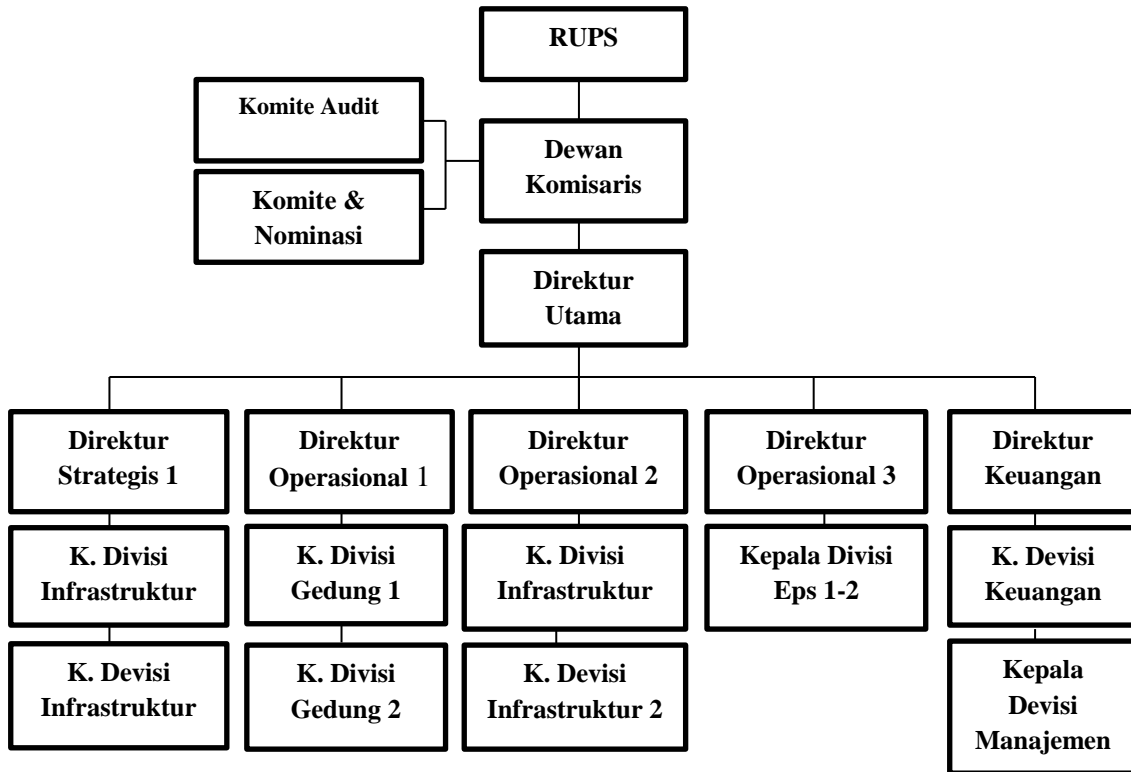 RUPS
Komite Audit
Dewan
Komisaris
Komite &
Nominasi
Direktur
Utama
Direktur
Strategis 1
Direktur
Operasional 1
Direktur
Operasional 2
Direktur
Operasional 3
Direktur
Keuangan
K. Divisi
Infrastruktur
K. Divisi
Gedung 1
K. Divisi
Infrastruktur
Kepala Divisi
Eps 1-2
K. Devisi
Keuangan
K. Devisi
Infrastruktur
K. Divisi
Gedung 2
K. Devisi
Infrastruktur 2
Kepala
Devisi
Manajemen